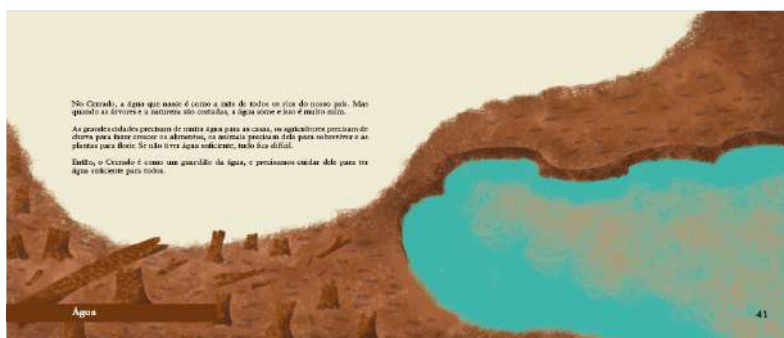 No Cerrado, a água que nasce é como a mãe de todos os rios do nosso país. Mas
quando as árvores e a natureza são cortadas, a água some e isso é muito ruim.
As grandes cidades precisam de muita água para as casas, os agricultores precisam de
chuva para fazer crescer os alimentos, os animais precisam dela para sobreviver e as
plantas para florir. Se não tiver água suficiente, tudo fica difícil.
Então, o Cerrado é como um guardião da água, e precisamos cuidar dele para ter
água suficiente para todos.
Água
41